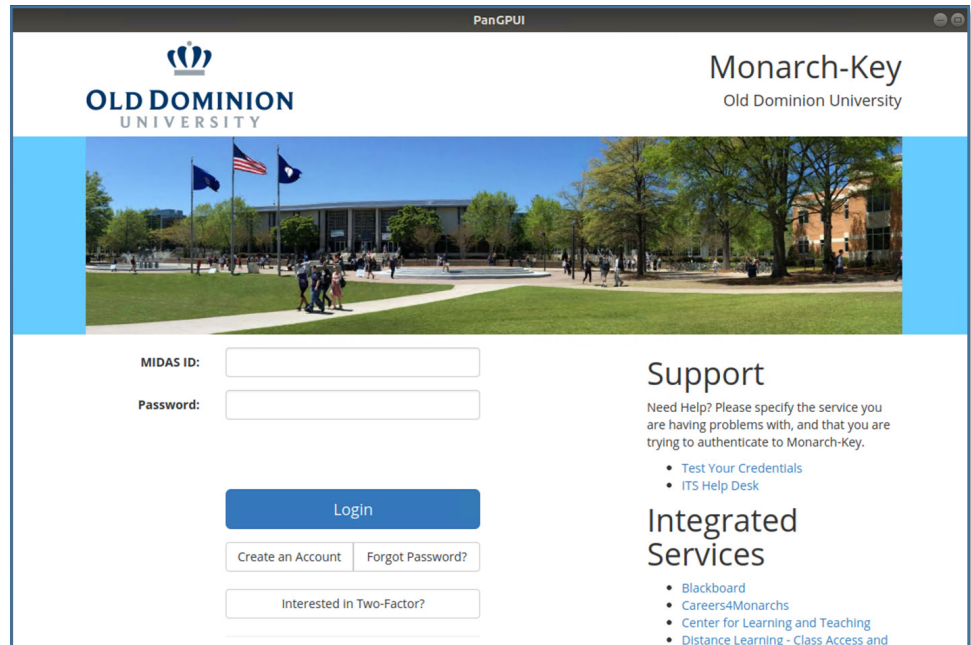 PanGPUI
OLD DOMINION
UNIVERSITY
Monarch-Key
Old Dominion University
MIDAS ID:
Password:
Login
Create an Account
Forgot Password?
Interested in Two-Factor?
Support
Need Help? Please specify the service you
are having problems with, and that you are
trying to authenticate to Monarch-Key.
Test Your Credentials
ITS Help Desk
Integrated
Services
Blackboard
Careers4Monarchs
Center for Learning and Teaching
Distance Learning - Class Access and